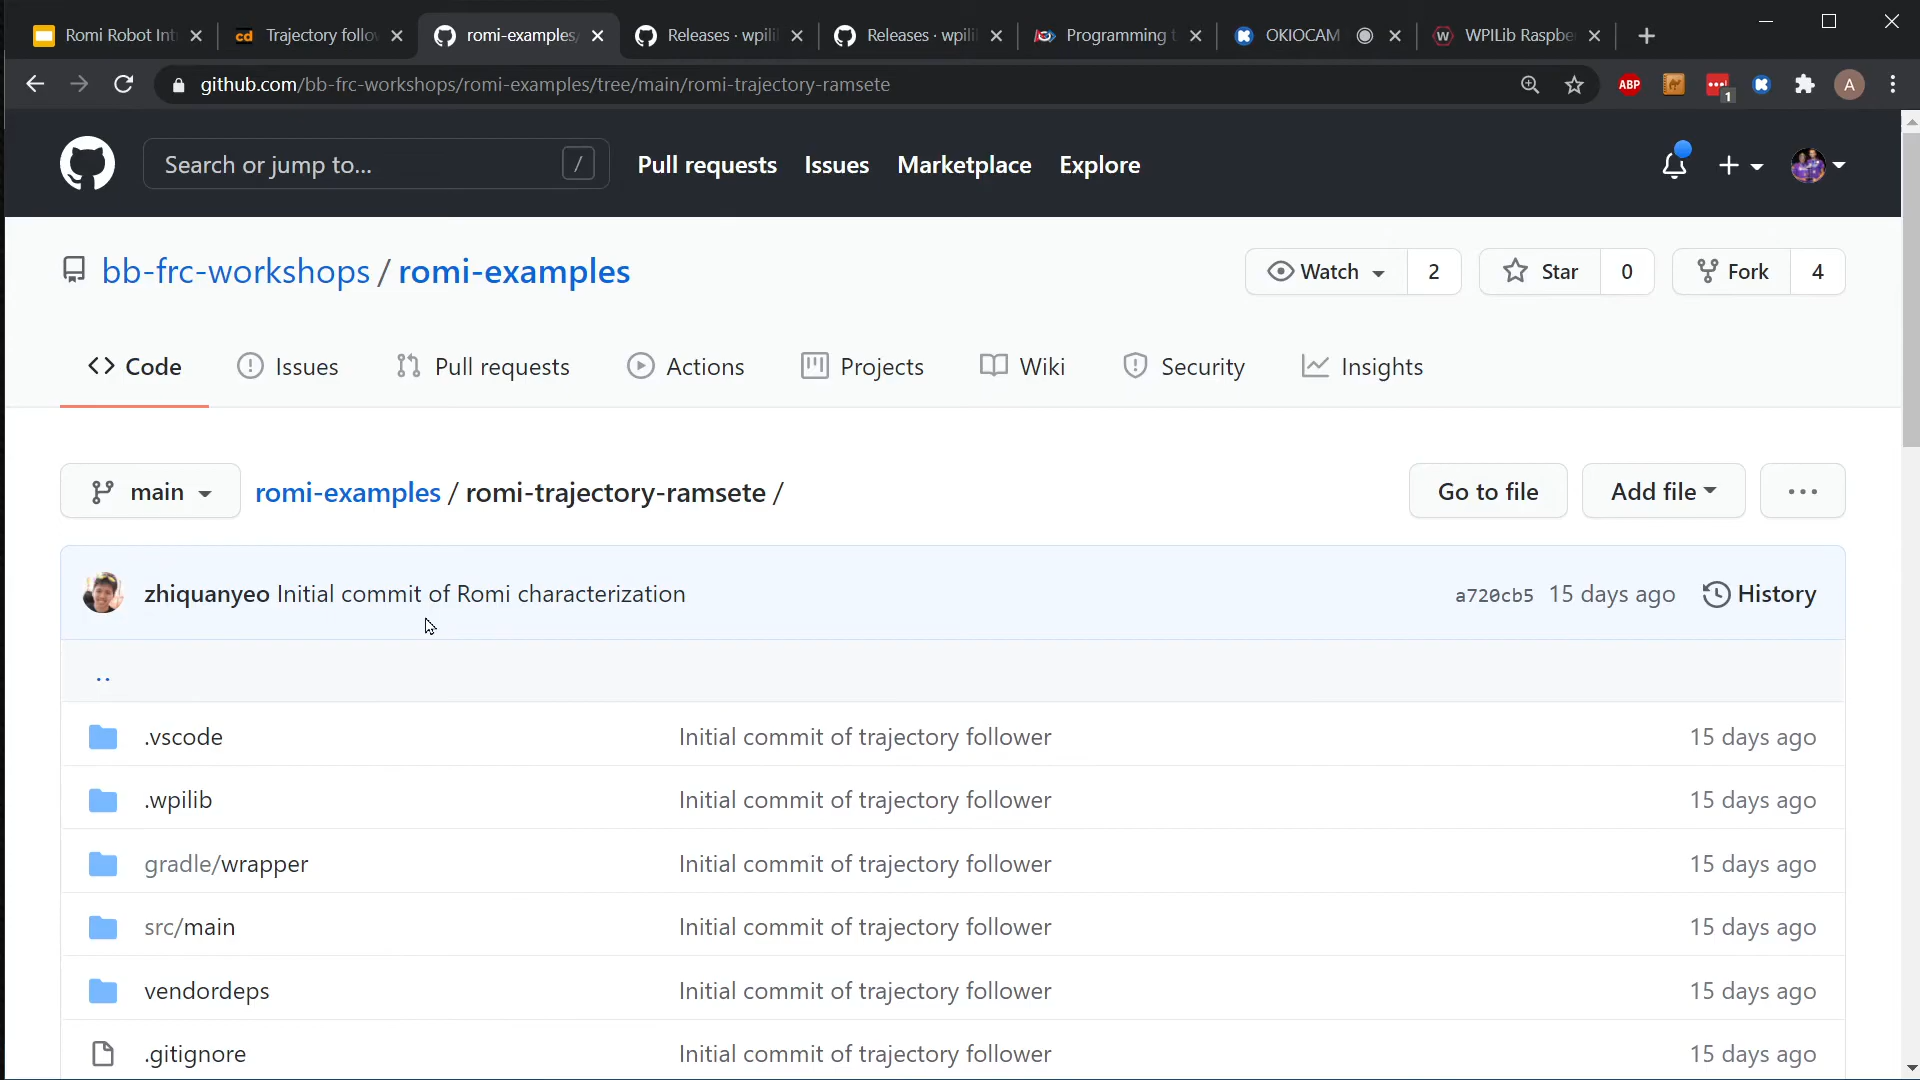 Romi Robot Int
cd Trajectory follo
romi-examples/
Releases · wpili
Releases · wpili
Programming t
OKIOCAM
WPILib Raspbe
github.com/bb-frc-workshops/romi-examples/tree/main/romi-trajectory-ramsete
ABP
1
A
Search or jump to...
/
Pull requests
Issues
Marketplace
Explore
bb-frc-workshops / romi-examples
Watch 2
Star 0
Fork 4
Code
Issues
Pull requests
Actions
Projects
Wiki
Security
Insights
main
romi-examples / romi-trajectory-ramsete /
Go to file
Add file
...
zhiquanyeo Initial commit of Romi characterization
a720cb5 15 days ago History
..
.vscode Initial commit of trajectory follower 15 days ago
.wpilib Initial commit of trajectory follower 15 days ago
gradle/wrapper Initial commit of trajectory follower 15 days ago
src/main Initial commit of trajectory follower 15 days ago
vendordeps Initial commit of trajectory follower 15 days ago
.gitignore Initial commit of trajectory follower 15 days ago